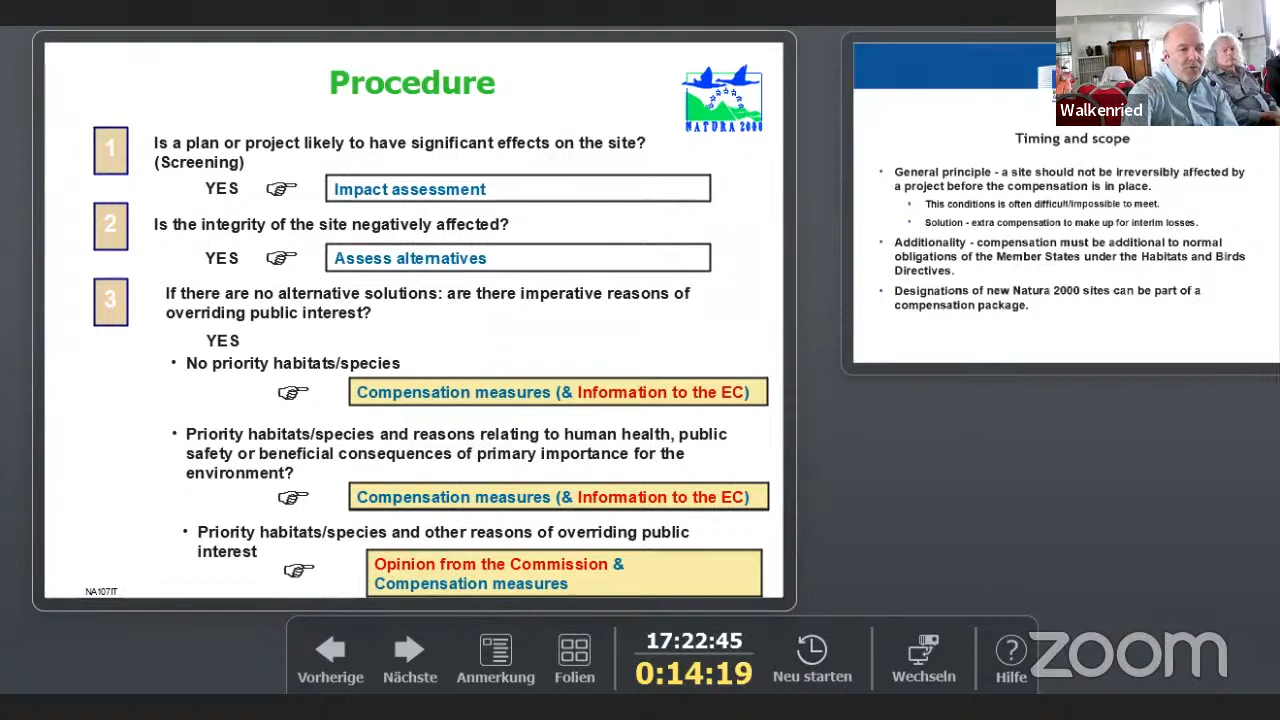 Procedure
NATURA 2000
1
Is a plan or project likely to have significant effects on the site?
(Screening)
YES
Impact assessment
2
Is the integrity of the site negatively affected?
YES
Assess alternatives
3
If there are no alternative solutions: are there imperative reasons of
overriding public interest?
YES
• No priority habitats/species
Compensation measures (& Information to the EC)
• Priority habitats/species and reasons relating to human health, public
safety or beneficial consequences of primary importance for the
environment?
Compensation measures (& Information to the EC)
• Priority habitats/species and other reasons of overriding public
interest
Opinion from the Commission &
Compensation measures
NA107IT
Walkenried
Timing and scope
• General principle - a site should not be irreversibly affected by
a project before the compensation is in place.
• This conditions is often difficult/impossible to meet.
• Solution - extra compensation to make up for interim losses.
• Additionality - compensation must be additional to normal
obligations of the Member States under the Habitats and Birds
Directives.
• Designations of new Natura 2000 sites can be part of a
compensation package.
Vorherige
Nächste
Anmerkung
Folien
17:22:45
0:14:19
Neu starten
Wechseln
Hilfe
zoom